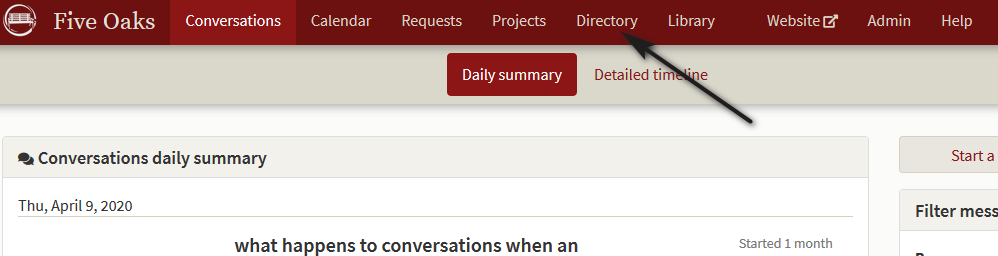 Five Oaks Conversations Calendar Requests Projects Directory Library Website Admin Help
Daily summary Detailed timeline
Conversations daily summary
Start a
Thu, April 9, 2020
Filter mess
what happens to conversations when an
Started 1 month